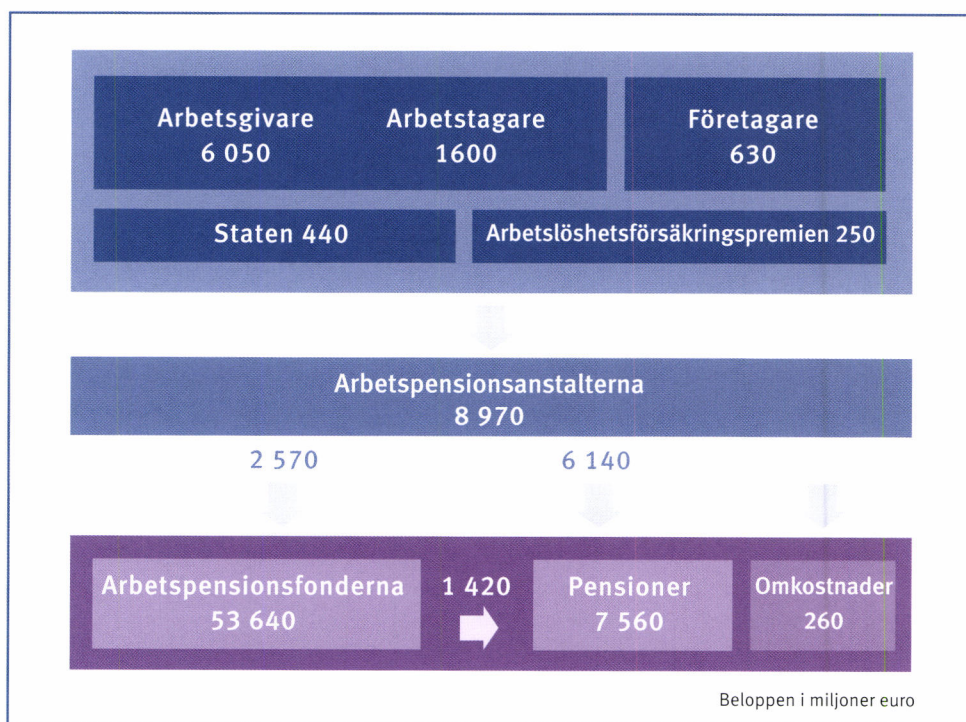 Arbetsgivare
6 050
Arbetstagare
1600
Företagare
630
Staten 440
Arbetslöshetsförsäkringspremien 250
Arbetspensionsanstalterna
8 970
2 570
6 140
Arbetspensionsfonderna
53 640
1 420
Pensioner
7 560
Omkostnader
260
Beloppen i miljoner euro